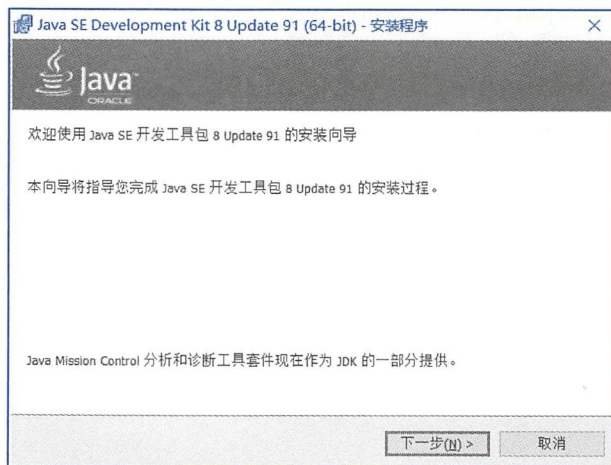 Java SE Development Kit 8 Update 91 (64-bit) - 安装程序
Java
ORACLE
欢迎使用 Java SE 开发工具包 8 Update 91 的安装向导
本向导将指导您完成 Java SE 开发工具包 8 Update 91 的安装过程。
Java Mission Control 分析和诊断工具套件现在作为 JDK 的一部分提供。
下一步(N) >
取消